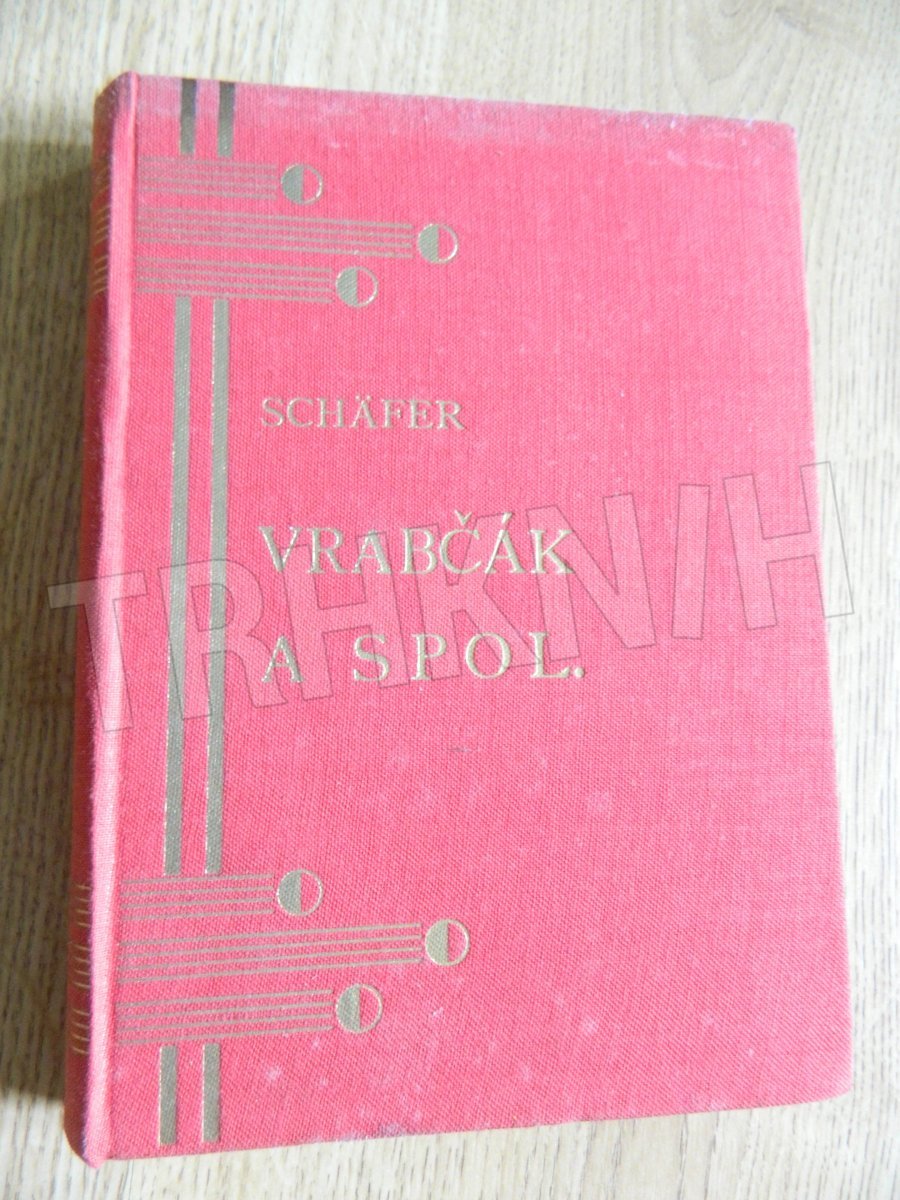 SCHÄFER
VRABČÁK
A SPOL.
TRHKNIH